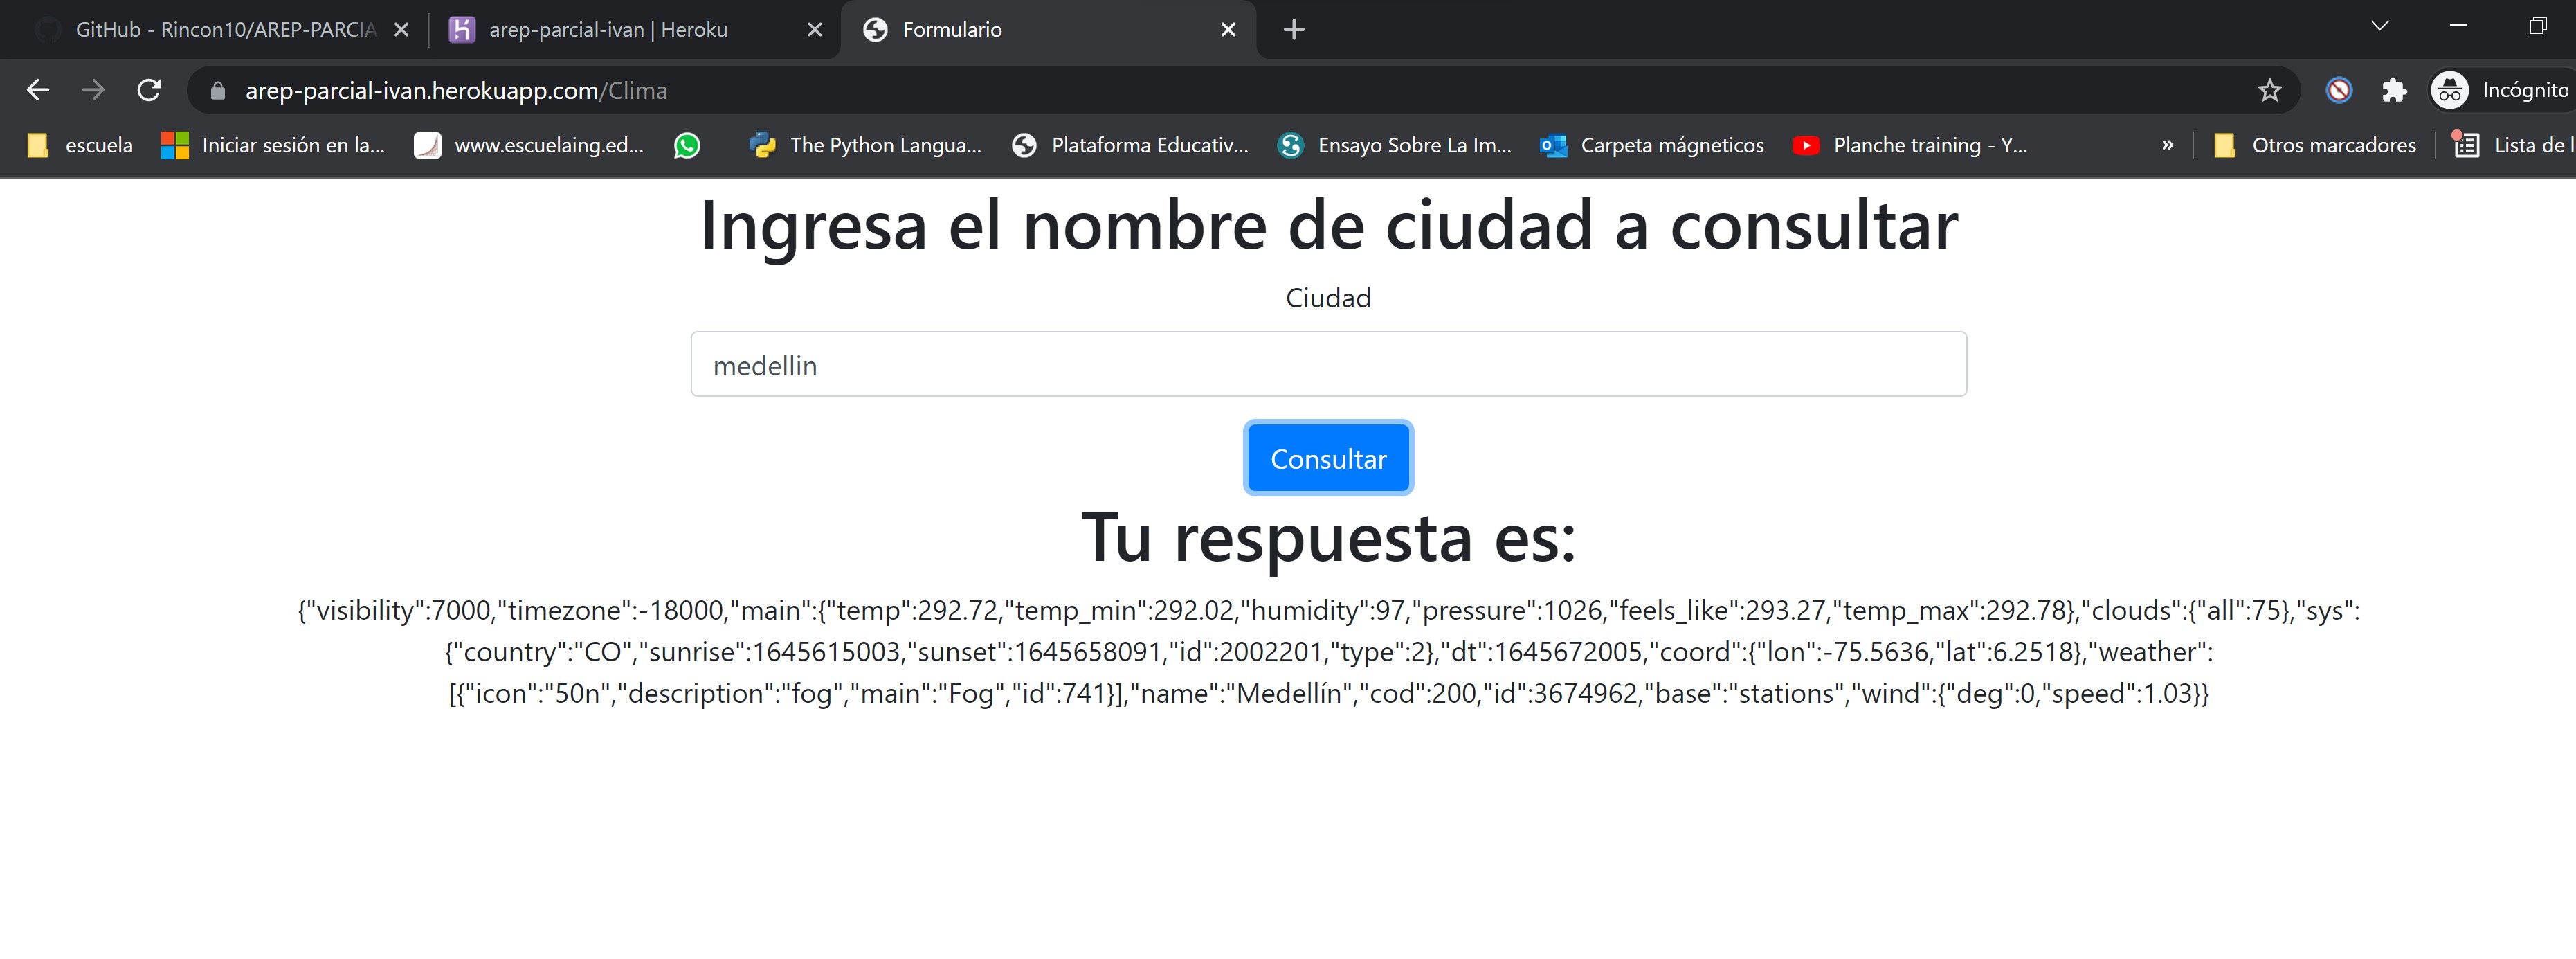 GitHub - Rincon10/AREP-PARCIA
arep-parcial-ivan | Heroku
Formulario
arep-parcial-ivan.herokuapp.com/Clima
Incógnito
escuela
Iniciar sesión en la...
www.escuelaing.ed...
The Python Langua...
Plataforma Educativ...
Ensayo Sobre La Im...
Carpeta mágneticos
Planche training - Y...
»
Otros marcadores
Lista de l
Ingresa el nombre de ciudad a consultar
Ciudad
medellin
Consultar
Tu respuesta es:
{"visibility":7000,"timezone":-18000,"main":{"temp":292.72,"temp_min":292.02,"humidity":97,"pressure":1026,"feels_like":293.27,"temp_max":292.78},"clouds":{"all":75},"sys":
{"country":"CO","sunrise":1645615003,"sunset":1645658091,"id":2002201,"type":2},"dt":1645672005,"coord":{"lon":-75.5636,"lat":6.2518},"weather":
[{"icon":"50n","description":"fog","main":"Fog","id":741}],"name":"Medellín","cod":200,"id":3674962,"base":"stations","wind":{"deg":0,"speed":1.03}}